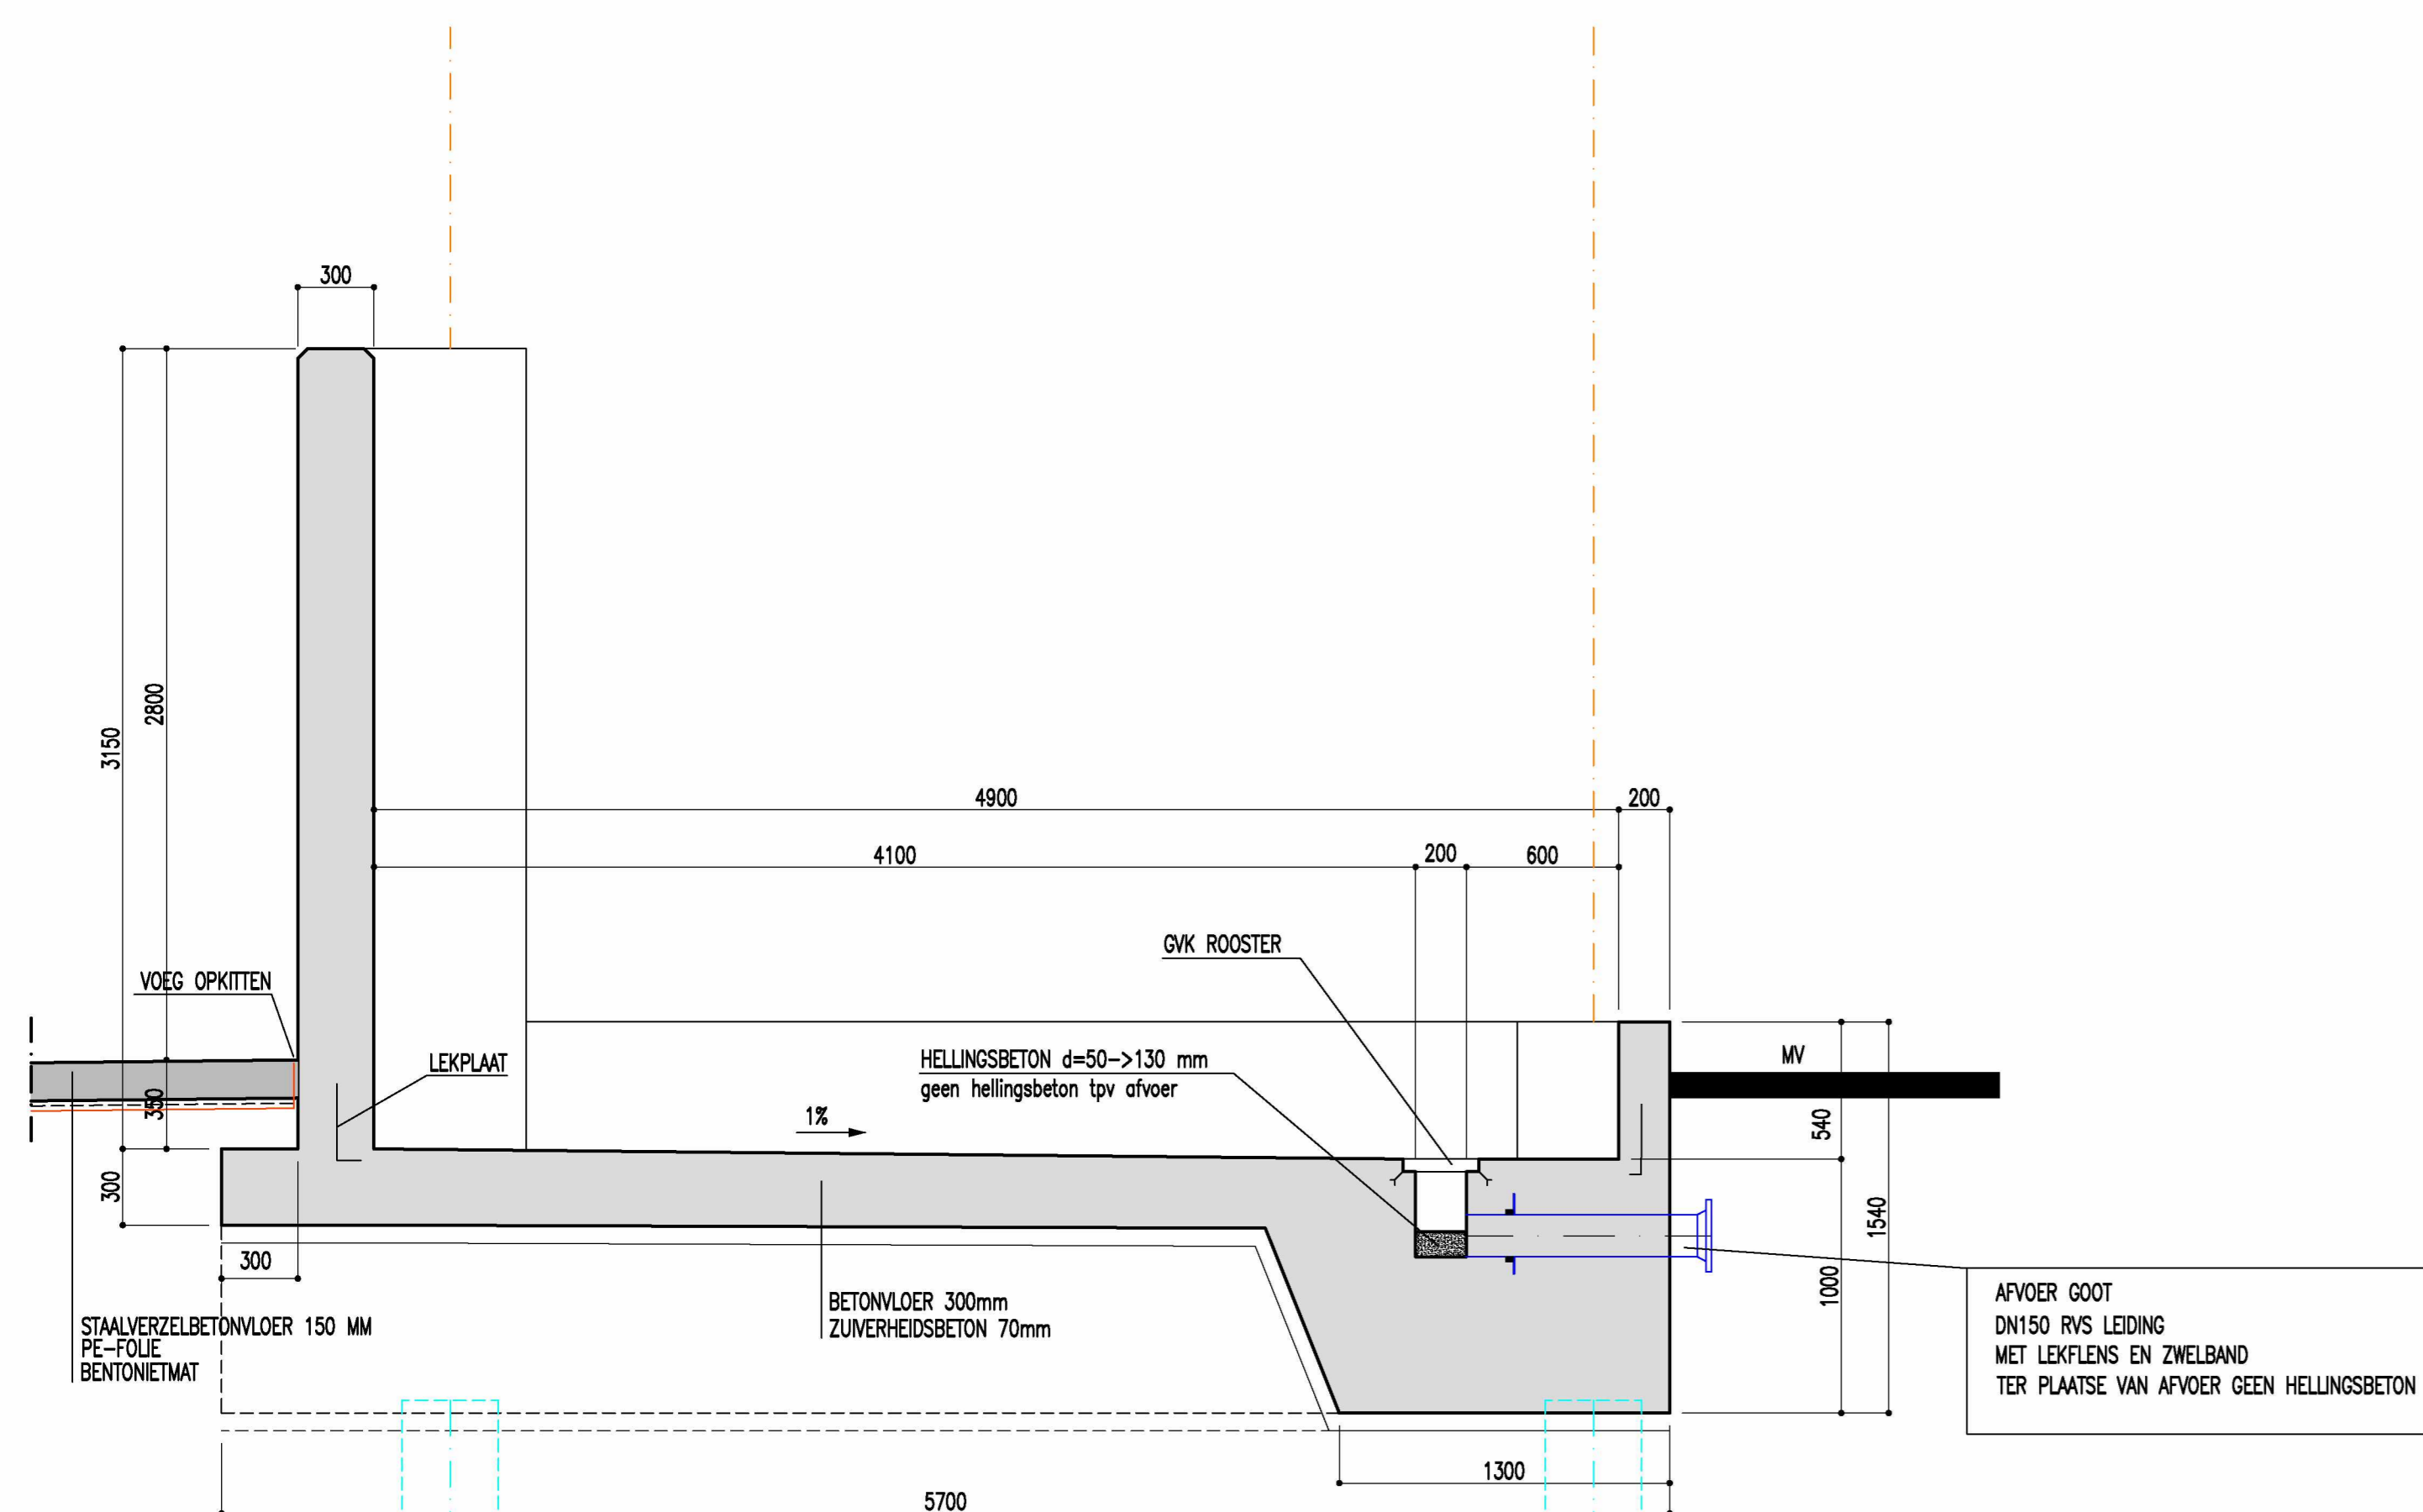 300
2800
3150
4900
200
4100
200
600
GVK ROOSTER
VOEG OPKITTEN
LEKPLAAT
HELLINGSBETON d=50->130 mm
geen hellingsbeton tpv afvoer
MV
350
1%
540
300
1540
300
1000
BETONVLOER 300mm
ZUIVERHEIDSBETON 70mm
STAALVERZELBETONVLOER 150 MM
PE-FOLIE
BENTONIETMAT
AFVOER GOOT
DN150 RVS LEIDING
MET LEKFLENS EN ZWELBAND
TER PLAATSE VAN AFVOER GEEN HELLINGSBETON
1300
5700